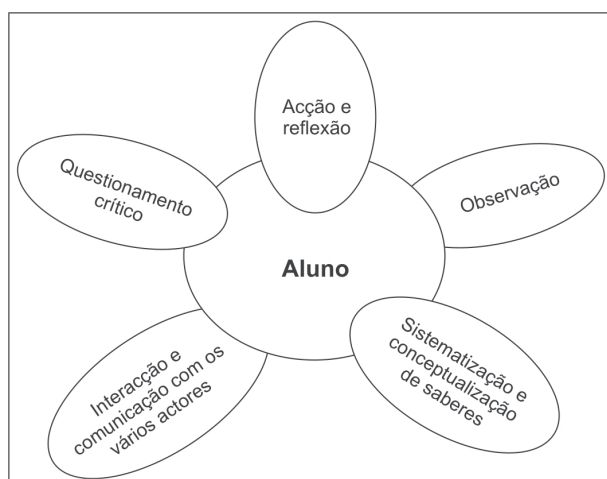 Acção e
reflexão
Questionamento
crítico
Observação
Aluno
Interacção e
comunicação com os
vários actores
Sistematização e
conceptualização
de saberes